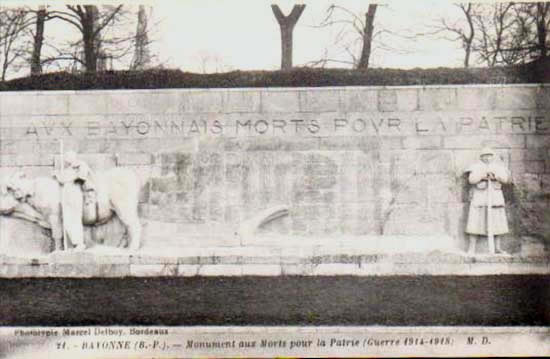 AVX BAYONNAIS MORTS POVR LA PATRIE
Phototypie Marcel Delboy, Bordeaux
21. - BAYONNE (B.-P.). - Monument aux Morts pour la Patrie (Guerre 1914-1918) M. D.